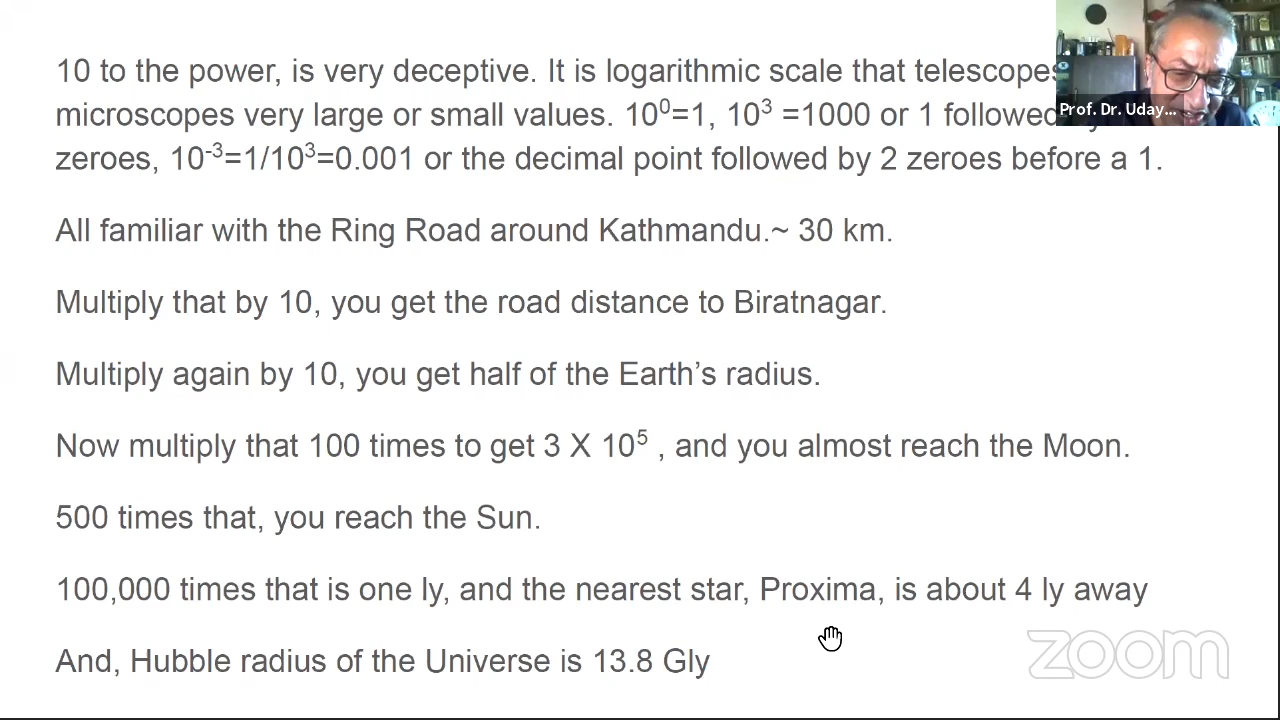 10 to the power, is very deceptive. It is logarithmic scale that telescopes
microscopes very large or small values. 10⁰=1, 10³ =1000 or 1 followed
zeroes, 10⁻³=1/10³=0.001 or the decimal point followed by 2 zeroes before a 1.
All familiar with the Ring Road around Kathmandu.~ 30 km.
Multiply that by 10, you get the road distance to Biratnagar.
Multiply again by 10, you get half of the Earth’s radius.
Now multiply that 100 times to get 3 X 10⁵ , and you almost reach the Moon.
500 times that, you reach the Sun.
100,000 times that is one ly, and the nearest star, Proxima, is about 4 ly away
And, Hubble radius of the Universe is 13.8 Gly
Prof. Dr. Uday...
zoom